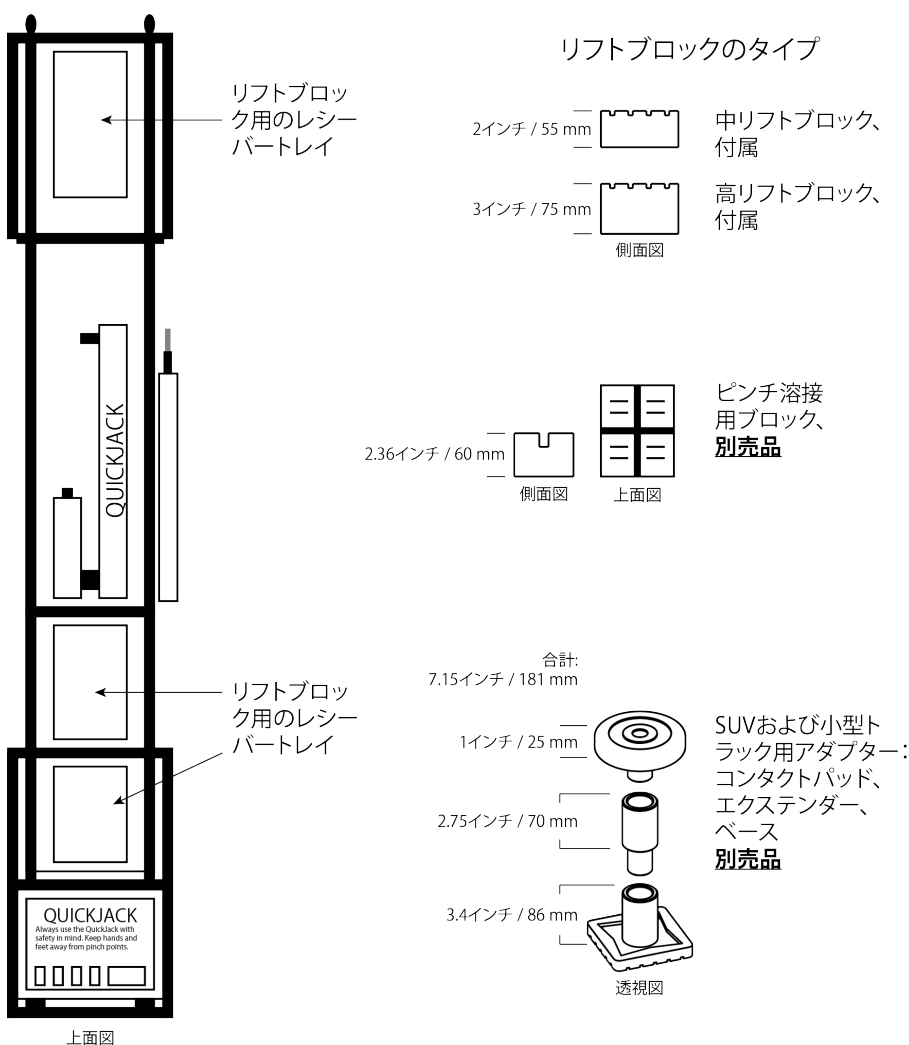 リフトブロックのタイプ
リフトブロッ
ク用のレシー
バートレイ
2インチ / 55 mm
中リフトブロック、
付属
3インチ / 75 mm
高リフトブロック、
付属
側面図
QUICKJACK
2.36インチ / 60 mm
側面図
上面図
ピンチ溶接
用ブロック、
別売品
リフトブロッ
ク用のレシー
バートレイ
合計:
7.15インチ / 181 mm
1インチ / 25 mm
2.75インチ / 70 mm
3.4インチ / 86 mm
透視図
SUVおよび小型ト
ラック用アダプター：
コンタクトパッド、
エクステンダー、
ベース
別売品
QUICKJACK
Always use the QuickJack with
safety in mind. Keep hands and
feet away from pinch points.
上面図